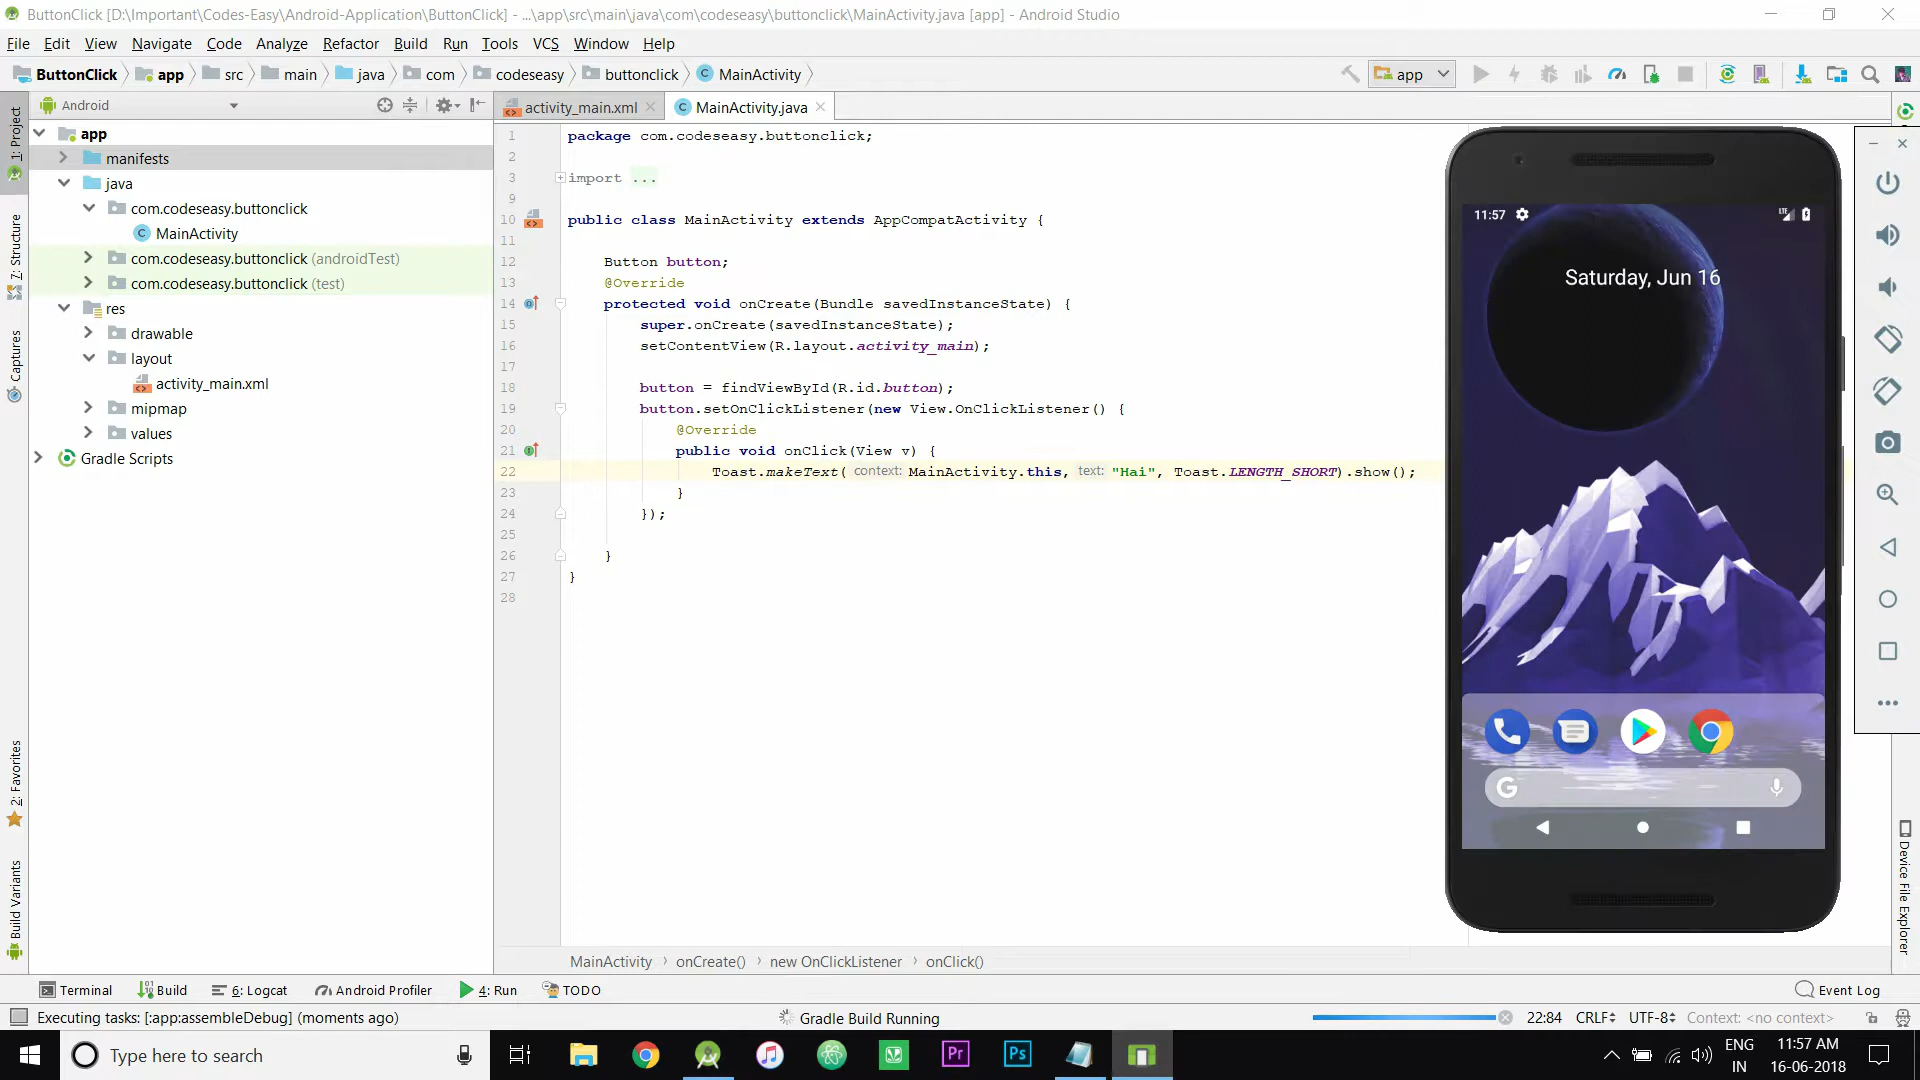 ButtonClick [D:\Important\Codes-Easy\Android-Application\ButtonClick] - ...\app\src\main\java\com\codeseasy\buttonclick\MainActivity.java [app] - Android Studio
File Edit View Navigate Code Analyze Refactor Build Run Tools VCS Window Help
ButtonClick app src main java com codeseasy buttonclick MainActivity
app
Android
activity_main.xml
MainActivity.java
1: Project
7: Structure
Captures
2: Favorites
Build Variants
app
manifests
java
com.codeseasy.buttonclick
MainActivity
com.codeseasy.buttonclick (androidTest)
com.codeseasy.buttonclick (test)
res
drawable
layout
activity_main.xml
mipmap
values
Gradle Scripts
1 package com.codeseasy.buttonclick;
2
3 import ...
9
10 public class MainActivity extends AppCompatActivity {
11
12 Button button;
13 @Override
14 protected void onCreate(Bundle savedInstanceState) {
15 super.onCreate(savedInstanceState);
16 setContentView(R.layout.activity_main);
17
18 button = findViewById(R.id.button);
19 button.setOnClickListener(new View.OnClickListener() {
20 @Override
21 public void onClick(View v) {
22 Toast.makeText( context: MainActivity.this, text: "Hai", Toast.LENGTH_SHORT).show();
23 }
24 });
25
26 }
27 }
28
11:57
LTE
Saturday, Jun 16
G
Device File Explorer
MainActivity › onCreate() › new OnClickListener › onClick()
Terminal Build 6: Logcat Android Profiler 4: Run TODO Event Log
Executing tasks: [:app:assembleDebug] (moments ago) Gradle Build Running 22:84 CRLF UTF-8 Context: <no context>
Type here to search
Pr
Ps
ENG
IN
11:57 AM
16-06-2018